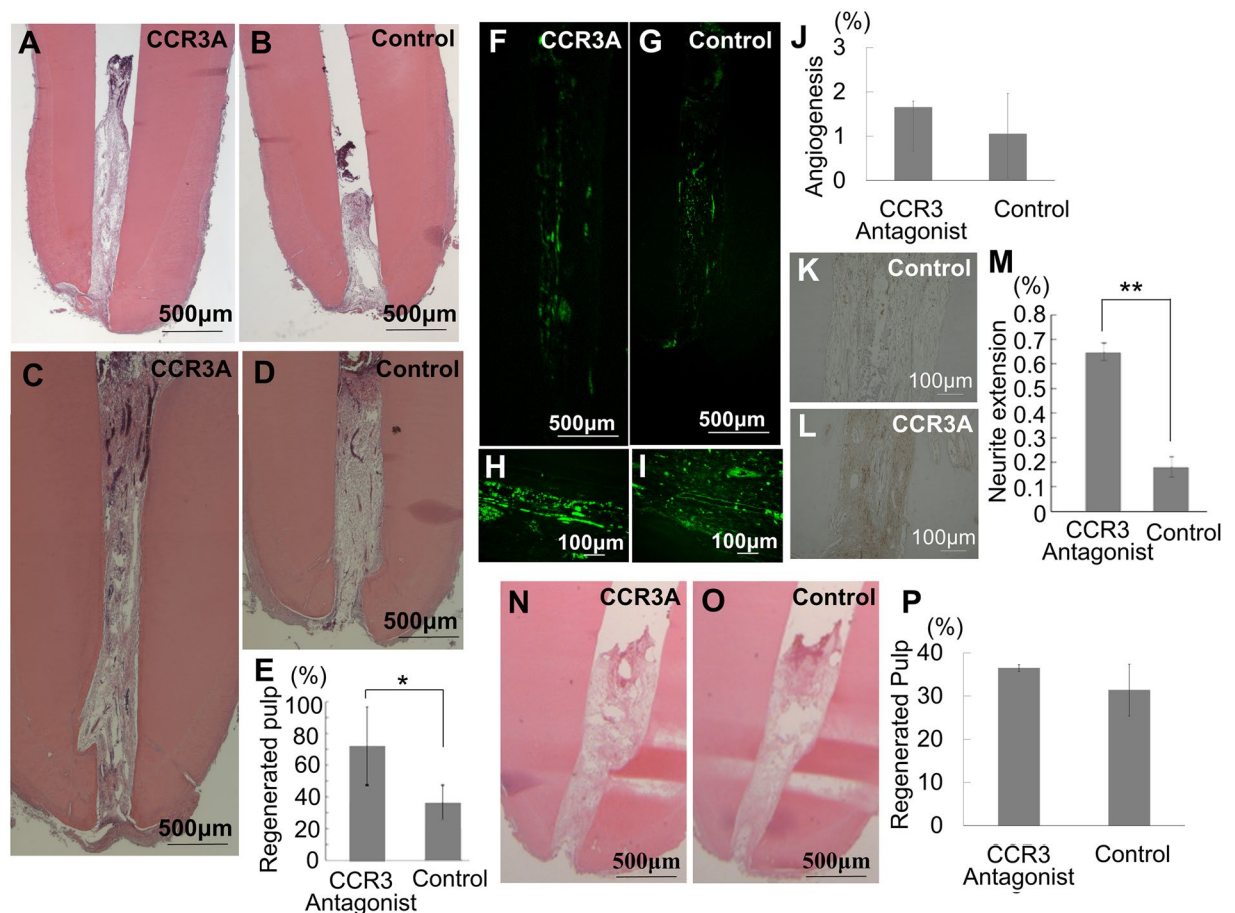 A CCR3A
500µm
B Control
500µm
C CCR3A
500µm
D Control
500µm
E
(%)
Regenerated pulp
100
80
60
40
20
0
*
CCR3
Antagonist
Control
F CCR3A
500µm
G Control
500µm
H
100µm
I
100µm
J
(%)
Angiogenesis
3
2
1
0
CCR3
Antagonist
Control
K Control
100µm
L CCR3A
100µm
M
(%)
Neurite extension
0.8
0.7
0.6
0.5
0.4
0.3
0.2
0.1
0
**
CCR3
Antagonist
Control
N CCR3A
500µm
O Control
500µm
P
(%)
Regenerated Pulp
40
30
20
10
0
CCR3
Antagonist
Control